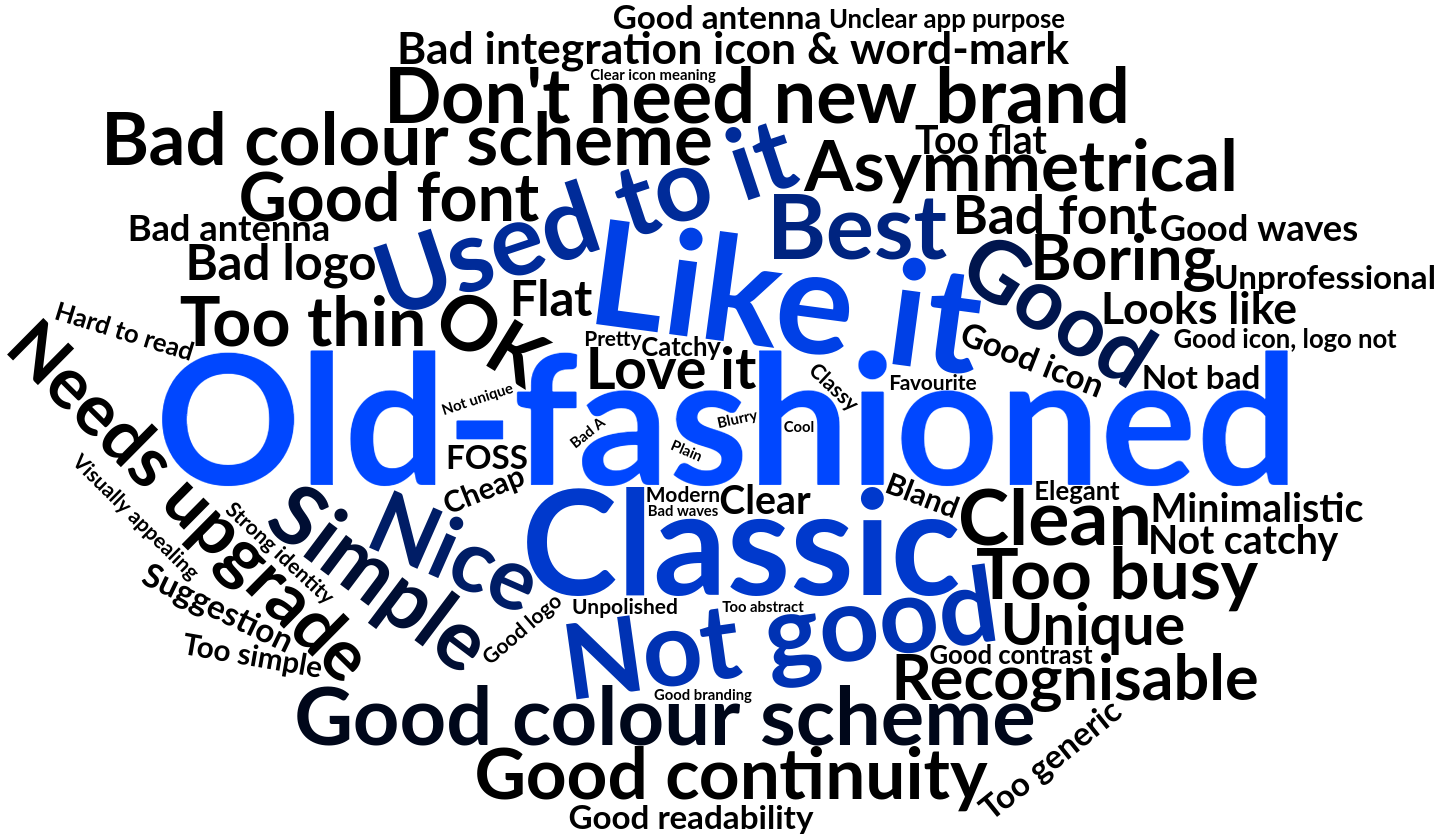 Good antenna
Unclear app purpose
Bad integration icon & word-mark
Clear icon meaning
Don't need new brand
Bad colour scheme
Used to it
Too flat
Asymmetrical
Good font
Best
Bad font
Good waves
Bad antenna
Bad logo
Like it
Good
Boring
Unprofessional
Hard to read
Too thin
OK
Flat
Looks like
Pretty
Catchy
Good icon
Good icon, logo not
Needs upgrade
Love it
Classy
Favourite
Not bad
Old-fashioned
Not unique
Bad A
Blurry
Cool
Plain
FOSS
Cheap
Visually appealing
Strong identity
Simple
Nice
Classic
Modern
Bad waves
Clear
Bland
Clean
Elegant
Minimalistic
Not catchy
Too busy
Suggestion
Too simple
Good logo
Unpolished
Too abstract
Not good
Unique
Good contrast
Recognisable
Good branding
Good colour scheme
Good continuity
Too generic
Good readability